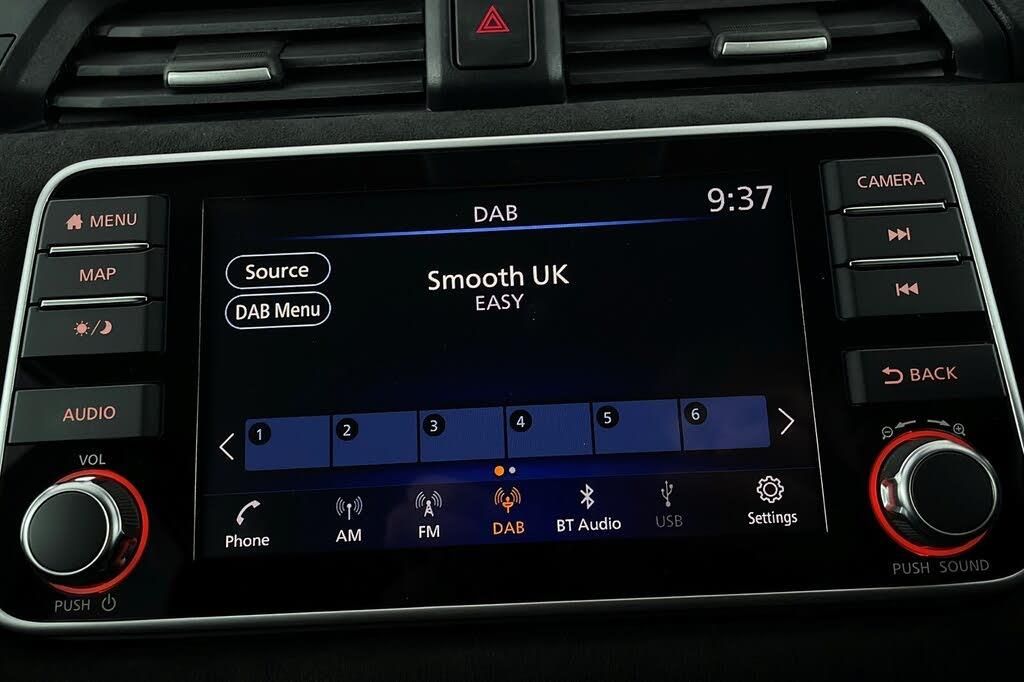 MENU
MAP
AUDIO
VOL
PUSH
DAB
9:37
Source
DAB Menu
Smooth UK
EASY
1 2 3 4 5 6
Phone
AM
FM
DAB
BT Audio
USB
Settings
CAMERA
BACK
PUSH SOUND